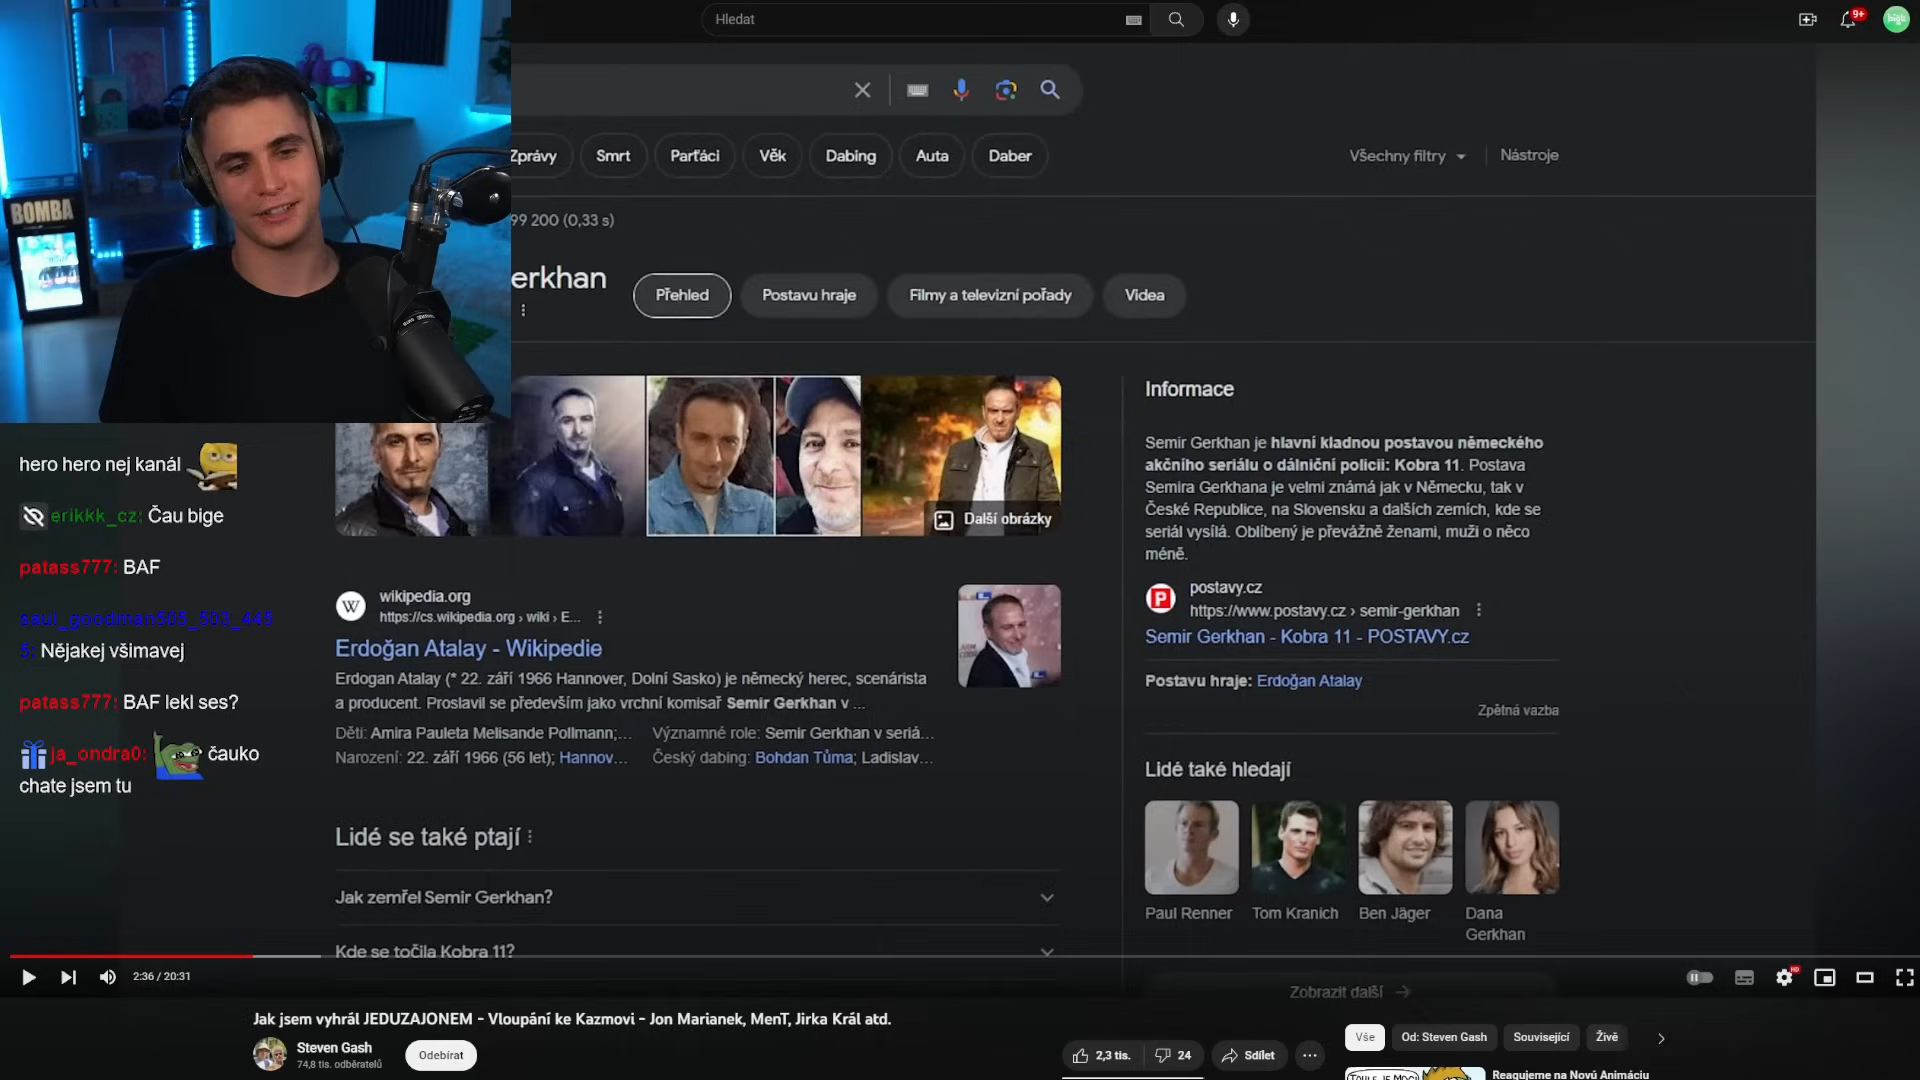 Hledat
9+
Zprávy
Smrt
Parťáci
Věk
Dabing
Auta
Daber
Všechny filtry
Nástroje
99 200 (0,33 s)
BOMBA
erkhan
Přehled
Postavu hraje
Filmy a televizní pořady
Videa
Další obrázky
hero hero nej kanál
erikkk_cz: Čau bige
patass777: BAF
saul_goodman505_503_445
5: Nějakej všimavej
patass777: BAF lekl ses?
ja_ondra0: čauko
chate jsem tu
W
wikipedia.org
https://cs.wikipedia.org › wiki › E...
Erdoğan Atalay - Wikipedie
Erdogan Atalay (* 22. září 1966 Hannover, Dolní Sasko) je německý herec, scenárista
a producent. Proslavil se především jako vrchní komisař Semir Gerkhan v ...
Děti: Amira Pauleta Melisande Pollmann;...
Významné role: Semir Gerkhan v seriá...
Narození: 22. září 1966 (56 let); Hannov...
Český dabing: Bohdan Tůma; Ladislav...
Lidé se také ptají
Jak zemřel Semir Gerkhan?
Kde se točila Kobra 11?
Informace
Semir Gerkhan je hlavní kladnou postavou německého
akčního seriálu o dálniční policii: Kobra 11. Postava
Semira Gerkhana je velmi známá jak v Německu, tak v
České Republice, na Slovensku a dalších zemích, kde se
seriál vysílá. Oblíbený je převážně ženami, muži o něco
méně.
P
postavy.cz
https://www.postavy.cz › semir-gerkhan
Semir Gerkhan - Kobra 11 - POSTAVY.cz
Postavu hraje: Erdoğan Atalay
Zpětná vazba
Lidé také hledají
Paul Renner
Tom Kranich
Ben Jäger
Dana
Gerkhan
Zobrazit další
2:36 / 20:31
HD
Jak jsem vyhrál JEDUZAJONEM - Vloupání ke Kazmovi - Jon Marianek, MenT, Jirka Král atd.
Steven Gash
74,8 tis. odběratelů
Odebírat
2,3 tis.
24
Sdílet
Vše
Od: Steven Gash
Související
Živě
Reagujeme na Novú Animáciu